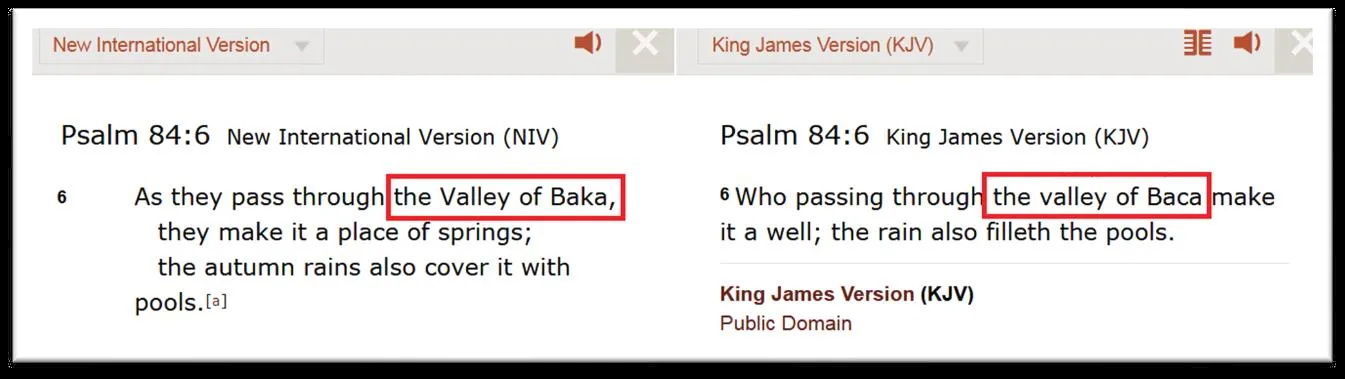 New International Version
Psalm 84:6 New International Version (NIV)
6 As they pass through the Valley of Baka,
they make it a place of springs;
the autumn rains also cover it with
pools.[a]
King James Version (KJV)
Psalm 84:6 King James Version (KJV)
6 Who passing through the valley of Baca make
it a well; the rain also filleth the pools.
King James Version (KJV)
Public Domain